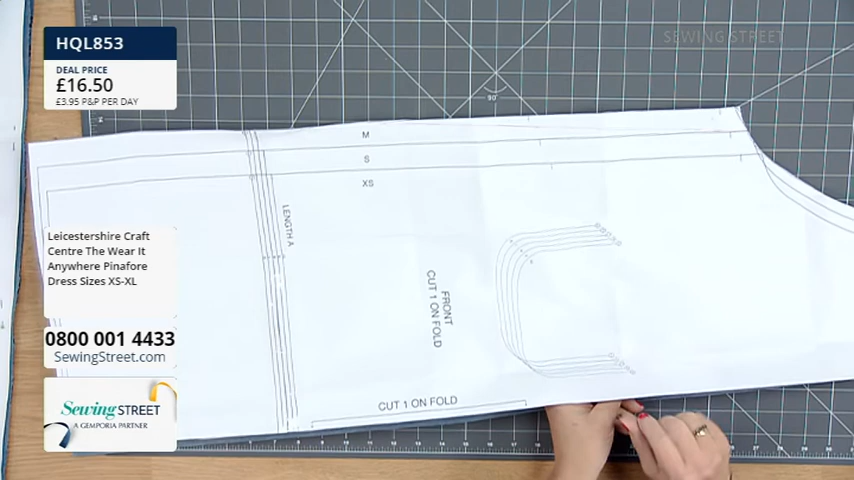 HQL853
DEAL PRICE
£16.50
£3.95 P&P PER DAY
SEWING STREET
90°
M
S
XS
LENGTH A
FRONT
CUT 1 ON FOLD
CUT 1 ON FOLD
Leicestershire Craft
Centre The Wear It
Anywhere Pinafore
Dress Sizes XS-XL
0800 001 4433
SewingStreet.com
Sewing STREET
A GEMPORIA PARTNER